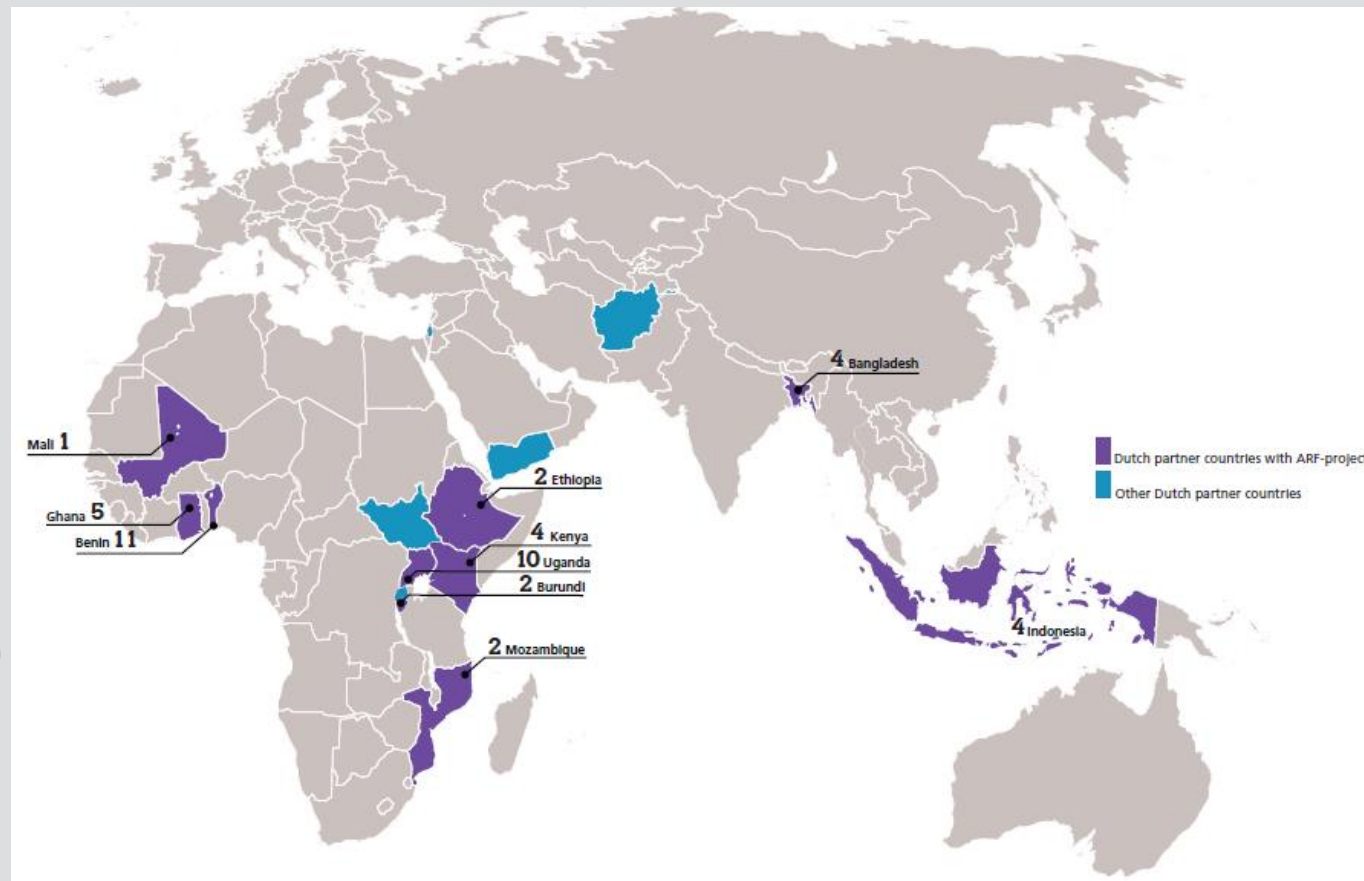 4 Bangladesh
Mali 1
Dutch partner countries with ARF-project
2 Ethiopia
Other Dutch partner countries
Ghana 5
4 Kenya
Benin 11
10 Uganda
2 Burundi
4 Indonesia
2 Mozambique